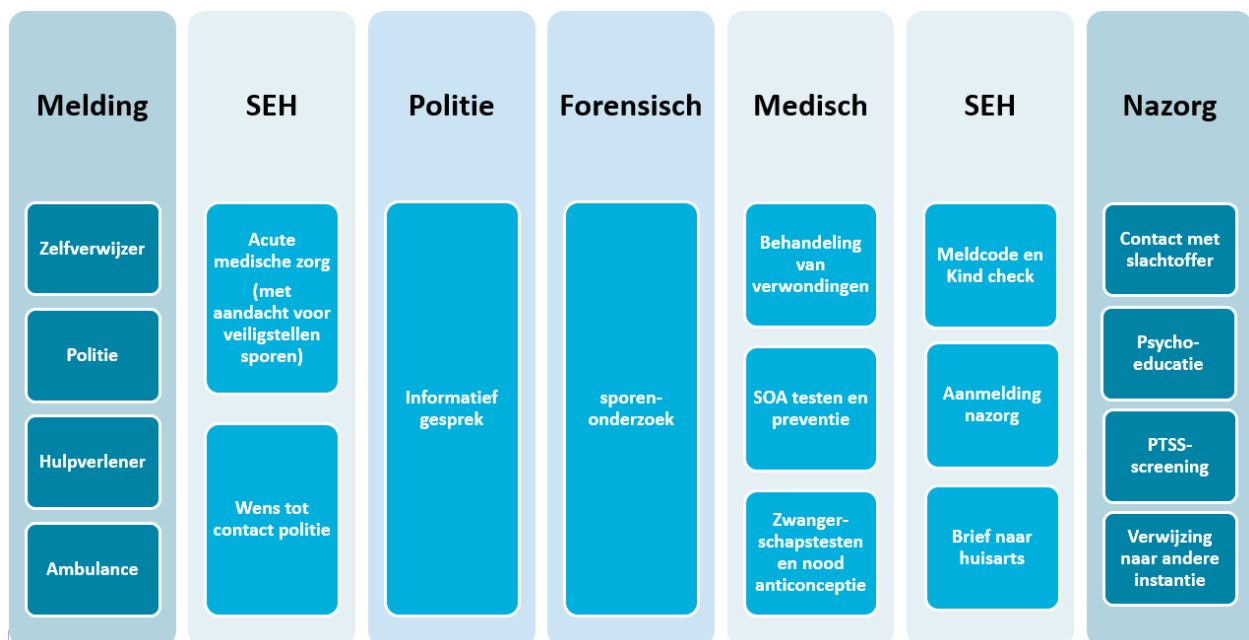 Melding
Zelfverwijzer
Politie
Hulpverlener
Ambulance
SEH
Acute
medische zorg
(met
aandacht voor
veiligstellen
sporen)
Wens tot
contact politie
Politie
Informatief
gesprek
Forensisch
sporen-
onderzoek
Medisch
Behandeling
van
verwondingen
SOA testen en
preventie
Zwanger-
schapstesten
en nood
anticonceptie
SEH
Meldcode en
Kind check
Aanmelding
nazorg
Brief naar
huisarts
Nazorg
Contact met
slachtoffer
Psycho-
educatie
PTSS-
screening
Verwijzing
naar andere
instantie